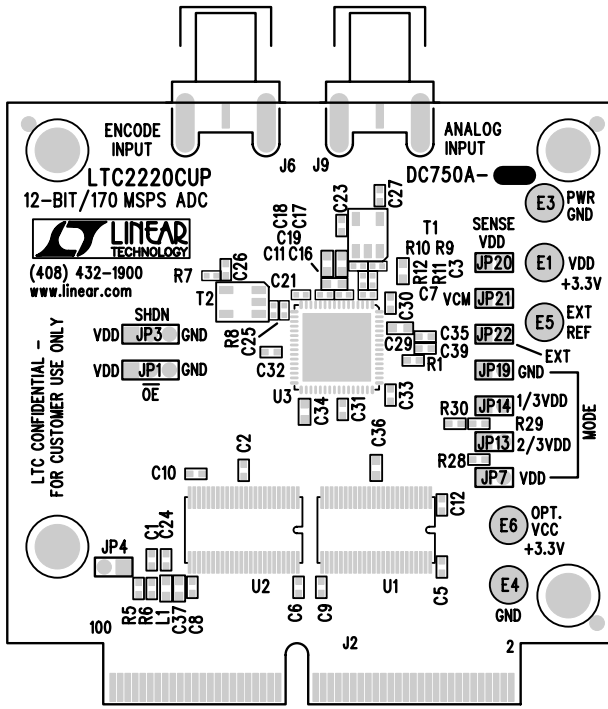 ENCODE
INPUT
J6
J9
ANALOG
INPUT
LTC2220CUP
12-BIT/170 MSPS ADC
DC750A-
LINEAR
TECHNOLOGY
(408) 432-1900
www.linear.com
C27
C23
C18
C17
C19
C11
C16
T1
R10
R9
R12
R11
C3
C7
SENSE
VDD
JP20
VCM
JP21
JP22
EXT
E3
PWR
GND
E1
VDD
+3.3V
E5
EXT
REF
R7
C26
T2
C21
C30
R8
C25
C29
C35
C39
R1
C32
U3
C34
C31
C33
SHDN
VDD
JP3
GND
VDD
JP1
GND
OE
JP19
GND
JP14
1/3VDD
R30
R29
JP13
2/3VDD
R28
JP7
VDD
MODE
LTC CONFIDENTIAL -
FOR CUSTOMER USE ONLY
C10
C2
C36
C12
E6
OPT.
VCC
+3.3V
C1
C24
JP4
U2
U1
C5
E4
GND
R5
R6
L1
C37
C8
C6
C9
100
J2
2